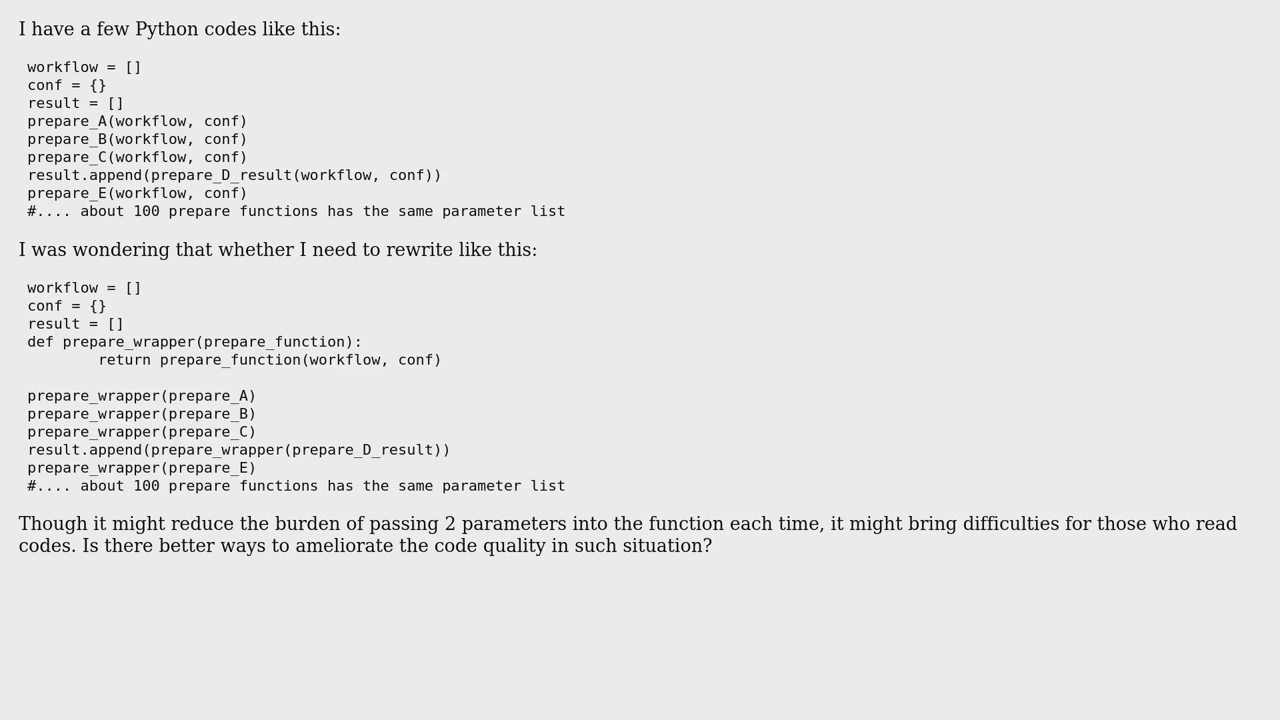 I have a few Python codes like this:
workflow = []
conf = {}
result = []
prepare_A(workflow, conf)
prepare_B(workflow, conf)
prepare_C(workflow, conf)
result.append(prepare_D_result(workflow, conf))
prepare_E(workflow, conf)
#.... about 100 prepare functions has the same parameter list
I was wondering that whether I need to rewrite like this:
workflow = []
conf = {}
result = []
def prepare_wrapper(prepare_function):
        return prepare_function(workflow, conf)
prepare_wrapper(prepare_A)
prepare_wrapper(prepare_B)
prepare_wrapper(prepare_C)
result.append(prepare_wrapper(prepare_D_result))
prepare_wrapper(prepare_E)
#.... about 100 prepare functions has the same parameter list
Though it might reduce the burden of passing 2 parameters into the function each time, it might bring difficulties for those who read
codes. Is there better ways to ameliorate the code quality in such situation?